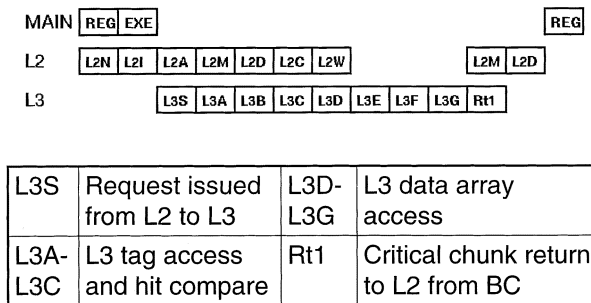 MAIN REG EXE REG
L2 L2N L2I L2A L2M L2D L2C L2W L2M L2D
L3 L3S L3A L3B L3C L3D L3E L3F L3G Rt1
L3S Request issued from L2 to L3
L3D-L3G L3 data array access
L3A-L3C L3 tag access and hit compare
Rt1 Critical chunk return to L2 from BC